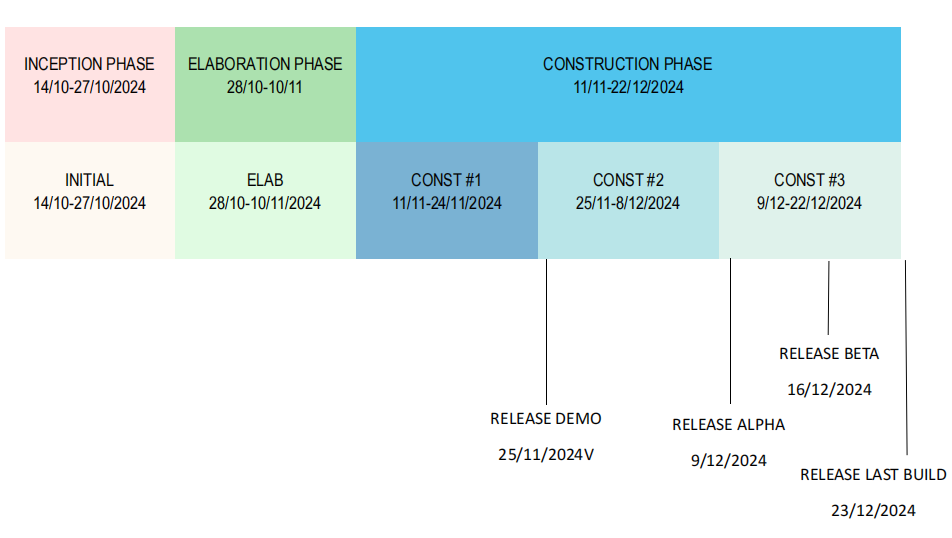 INCEPTION PHASE
14/10-27/10/2024
ELABORATION PHASE
28/10-10/11
CONSTRUCTION PHASE
11/11-22/12/2024
INITIAL
14/10-27/10/2024
ELAB
28/10-10/11/2024
CONST #1
11/11-24/11/2024
CONST #2
25/11-8/12/2024
CONST #3
9/12-22/12/2024
RELEASE DEMO
25/11/2024V
RELEASE ALPHA
9/12/2024
RELEASE BETA
16/12/2024
RELEASE LAST BUILD
23/12/2024